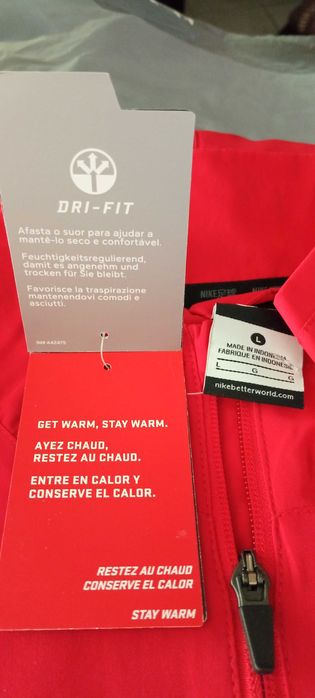 DRI-FIT
Afasta o suor para ajudar a
mantê-lo seco e confortável.
Feuchtigkeitsregulierend,
damit es angenehm und
trocken für Sie bleibt.
Favorisce la traspirazione
mantenendovi comodi e
asciutti.
GET WARM, STAY WARM.
AYEZ CHAUD,
RESTEZ AU CHAUD.
ENTRE EN CALOR Y
CONSERVE EL CALOR.
RESTEZ AU CHAUD
CONSERVE EL CALOR
STAY WARM
NIKE
L
MADE IN INDONESIA
FABRIQUE EN INDONESIE
L G G
nikebetterworld.com